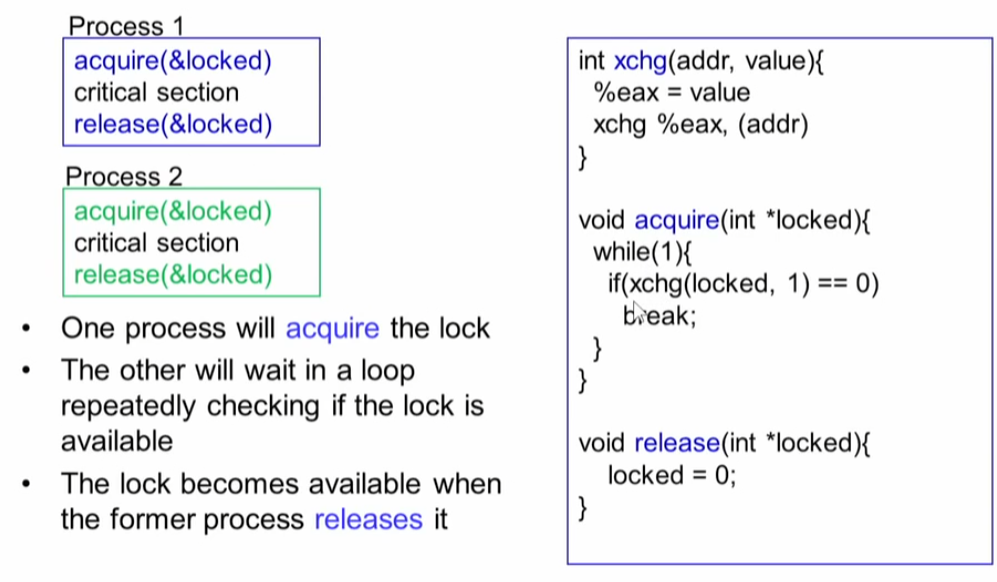 Process 1
acquire(&locked)
critical section
release(&locked)
Process 2
acquire(&locked)
critical section
release(&locked)
• One process will acquire the lock
• The other will wait in a loop
repeatedly checking if the lock is
available
• The lock becomes available when
the former process releases it
int xchg(addr, value){
%eax = value
xchg %eax, (addr)
}
void acquire(int *locked){
while(1){
if(xchg(locked, 1) == 0)
break;
}
}
void release(int *locked){
locked = 0;
}